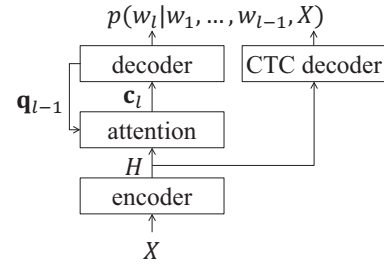 p(w_l|w_1, ..., w_{l-1}, X)
decoder
CTC decoder
q_{l-1}
c_l
attention
H
encoder
X